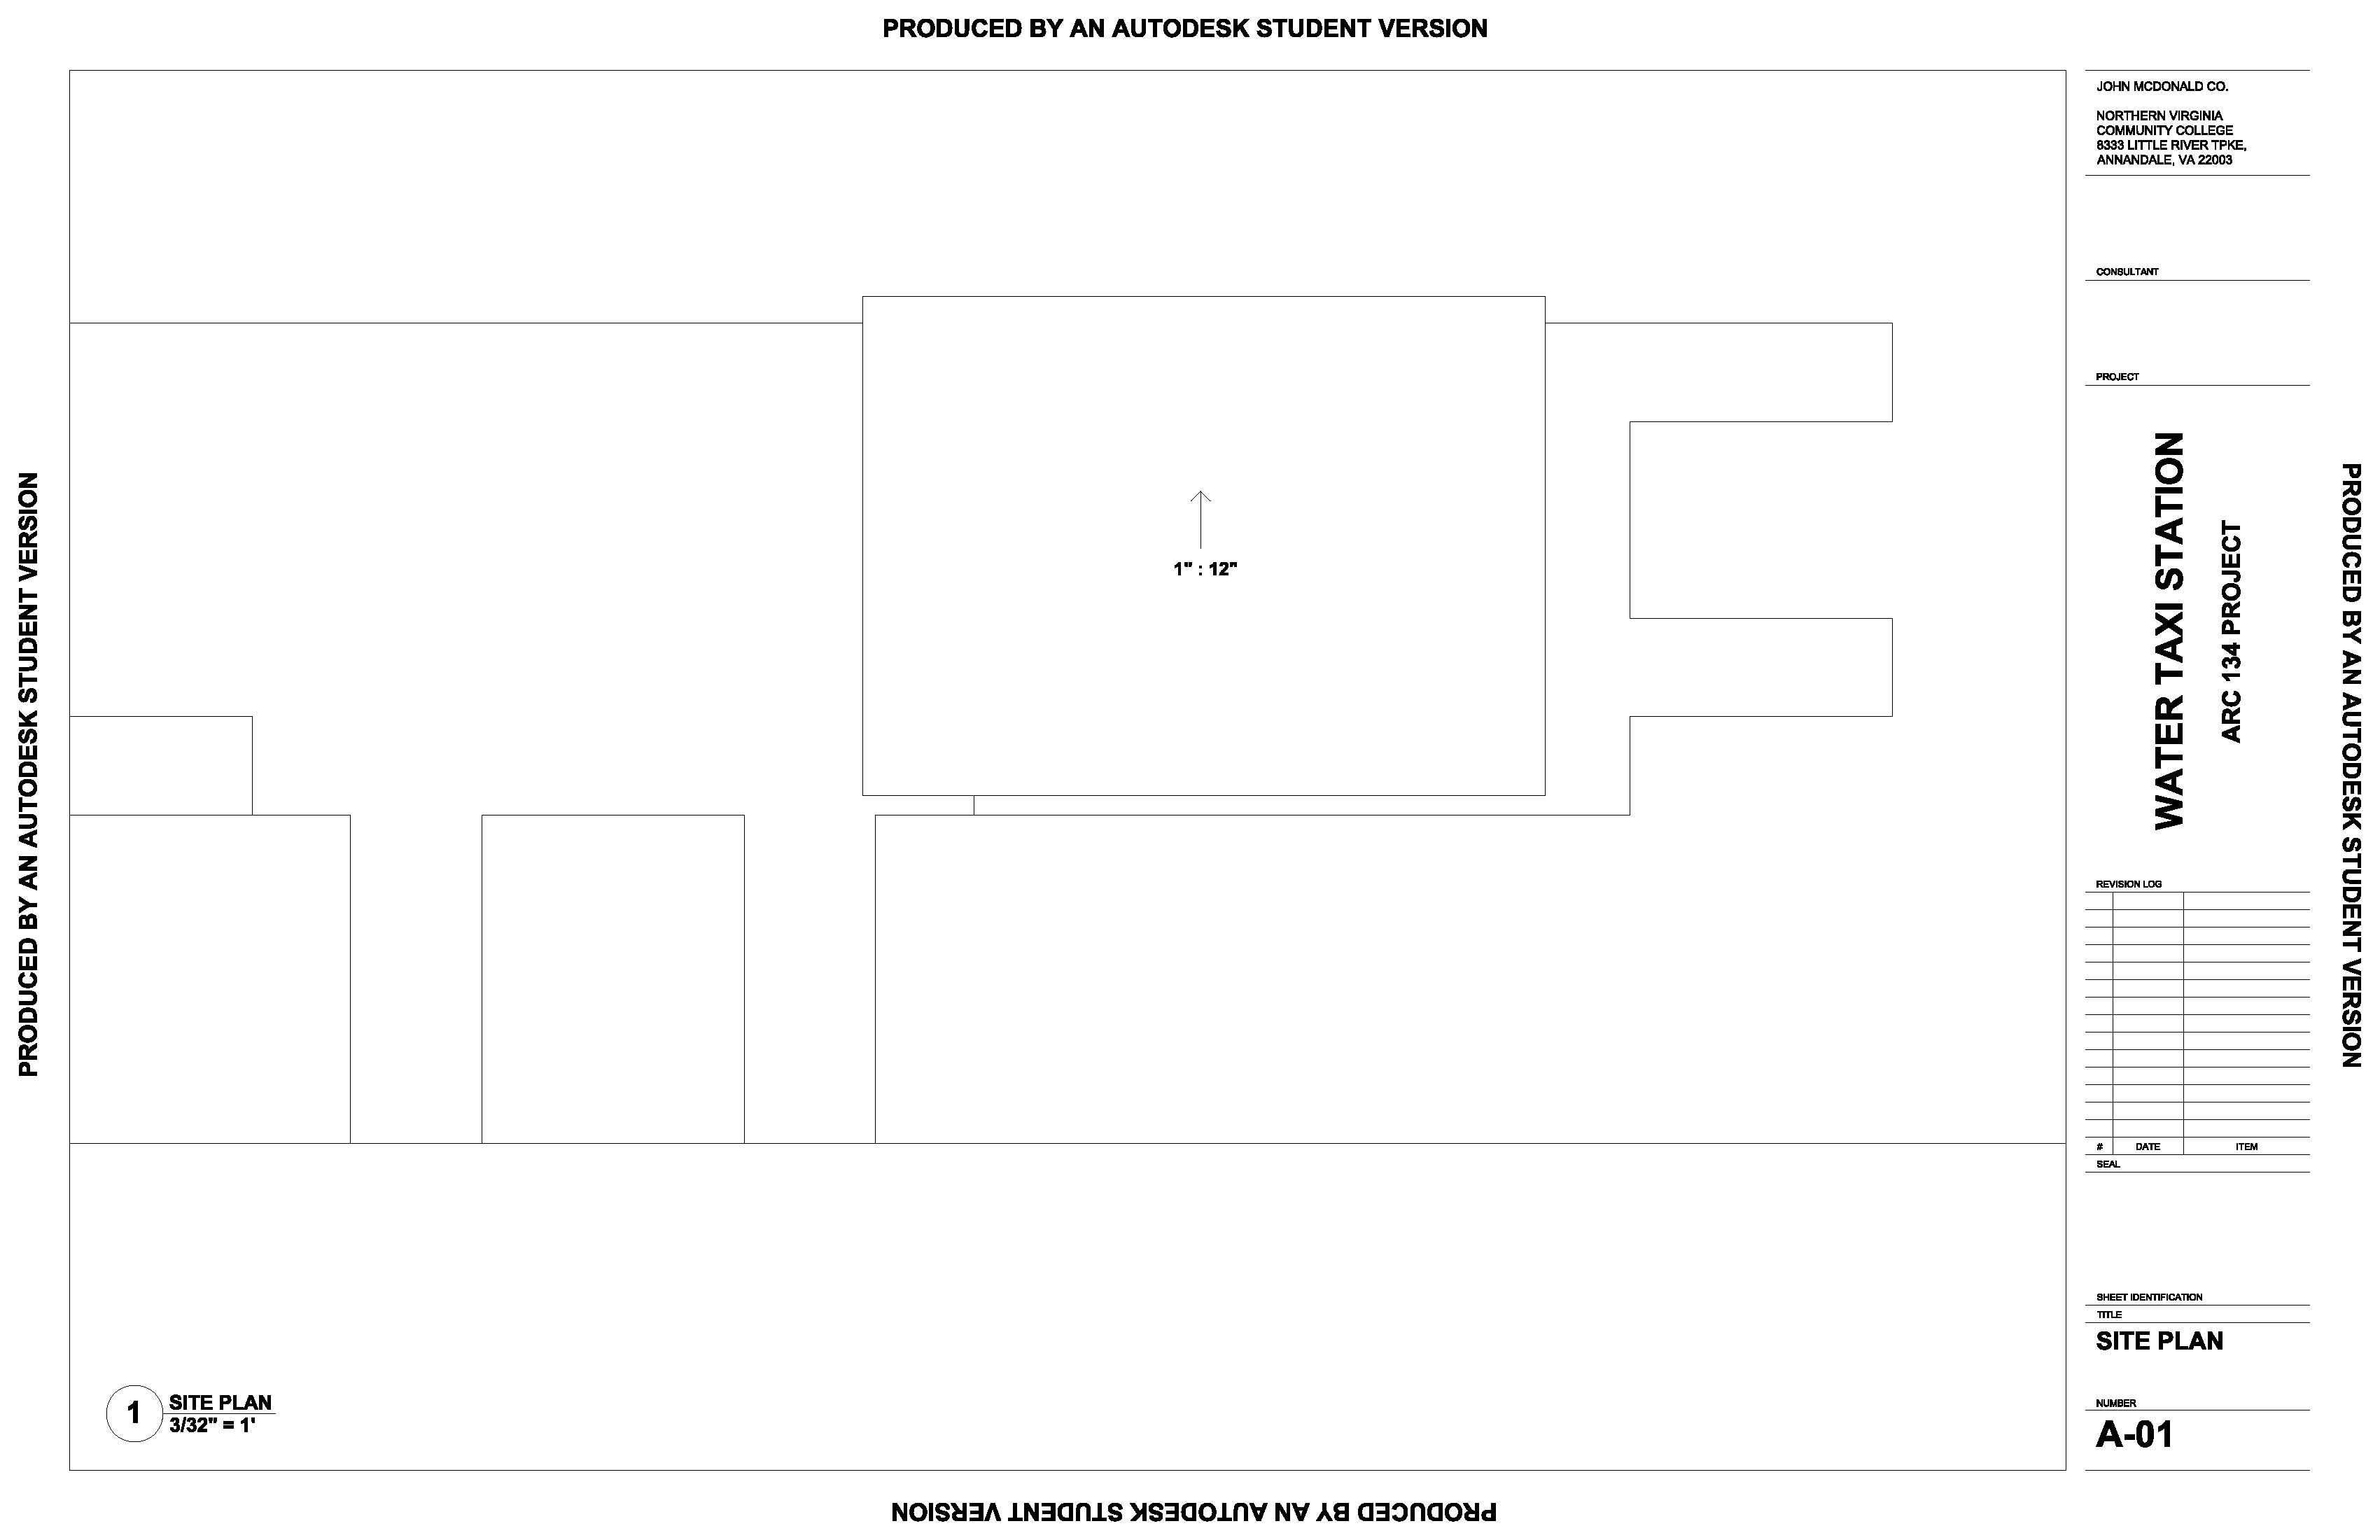 PRODUCED BY AN AUTODESK STUDENT VERSION
JOHN MCDONALD CO.
NORTHERN VIRGINIA
COMMUNITY COLLEGE
8333 LITTLE RIVER TPKE,
ANNANDALE, VA 22003
CONSULTANT
PROJECT
WATER TAXI STATION
ARC 134 PROJECT
PRODUCED BY AN AUTODESK STUDENT VERSION
PRODUCED BY AN AUTODESK STUDENT VERSION
1" : 12"
REVISION LOG
# DATE ITEM
SEAL
SHEET IDENTIFICATION
TITLE
SITE PLAN
NUMBER
A-01
1
SITE PLAN
3/32" = 1'
PRODUCED BY AN AUTODESK STUDENT VERSION